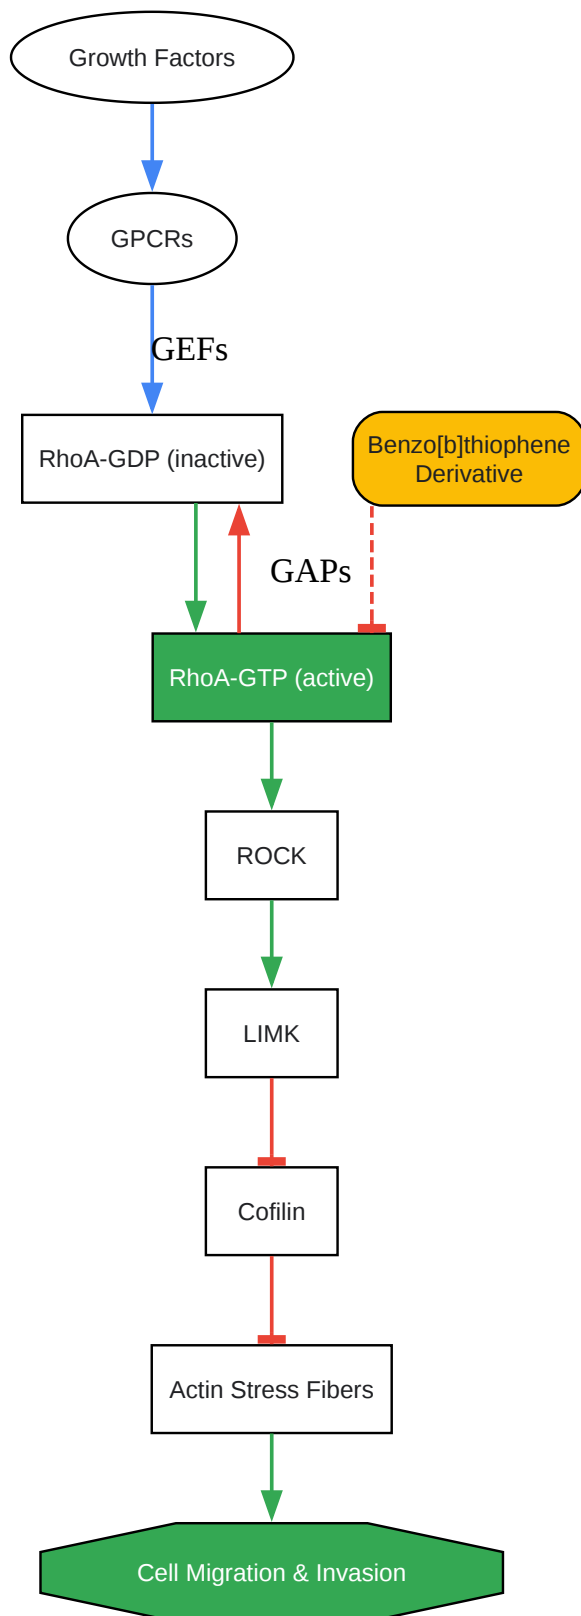 Growth Factors
GPCRs
GEFs
RhoA-GDP (inactive)
Benzo[b]thiophene
Derivative
GAPs
RhoA-GTP (active)
ROCK
LIMK
Cofilin
Actin Stress Fibers
Cell Migration & Invasion